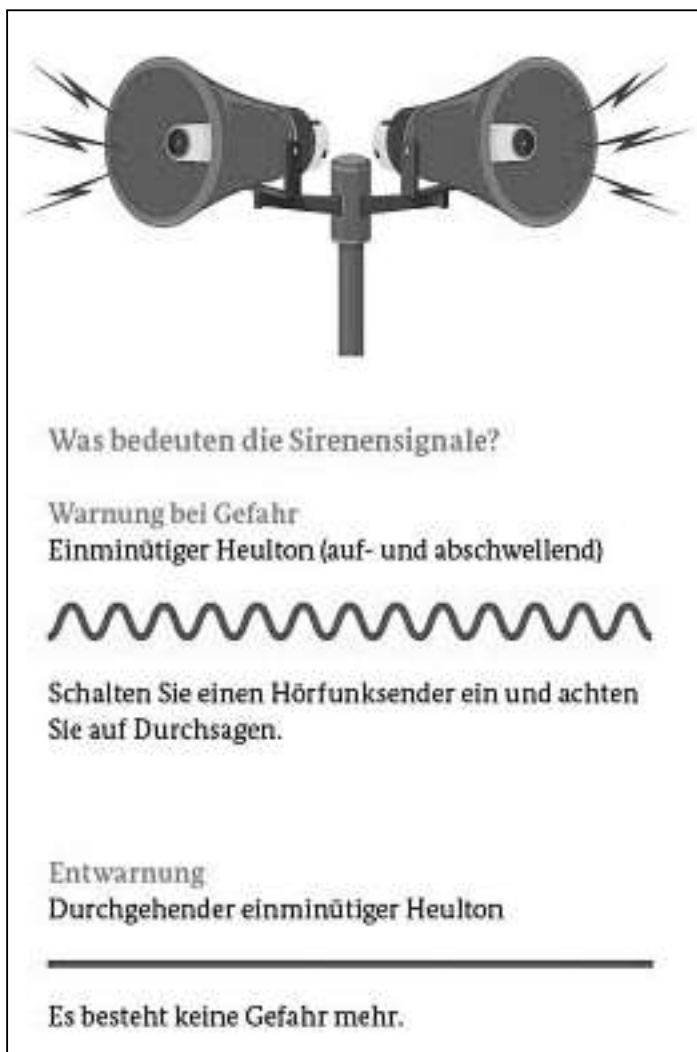 Was bedeuten die Sirenensignale?
Warnung bei Gefahr
Einminütiger Heulton (auf- und abschwellend)
Schalten Sie einen Hörfunksender ein und achten
Sie auf Durchsagen.
Entwarnung
Durchgehender einminütiger Heulton
Es besteht keine Gefahr mehr.